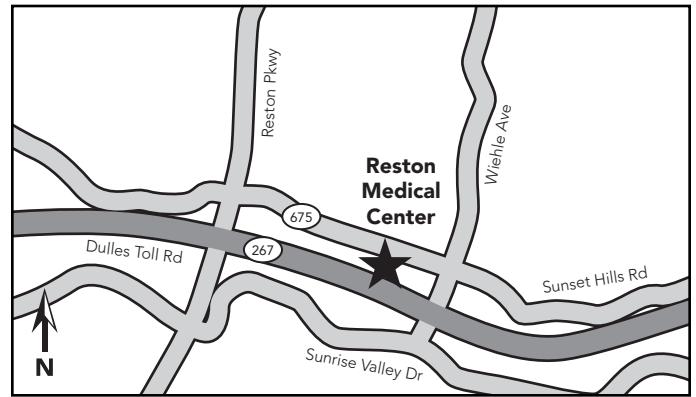 Reston Pkwy
Wiehle Ave
Reston
Medical
Center
675
267
Dulles Toll Rd
Sunset Hills Rd
Sunrise Valley Dr
N